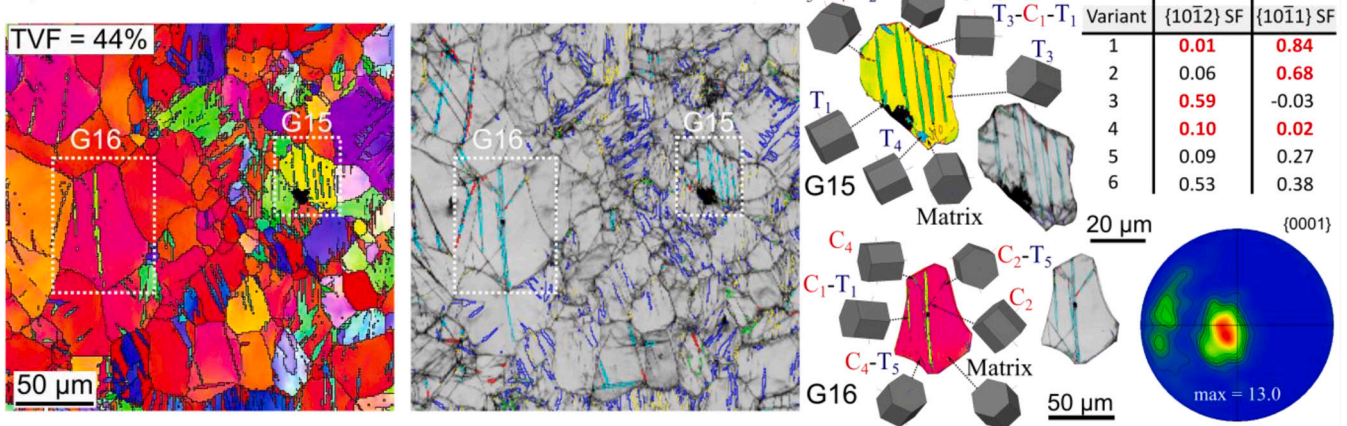 TVF = 44%
G16
G15
50 μm
G16
G15
T3-C1-T1
T3
T1
T4
G15
Matrix
20 μm
Variant {101̅2} SF {101̅1} SF
1 0.01 0.84
2 0.06 0.68
3 0.59 -0.03
4 0.10 0.02
5 0.09 0.27
6 0.53 0.38
C4
C2-T5
C1-T1
C2
C4-T5
Matrix
G16
50 μm
{0001}
max = 13.0